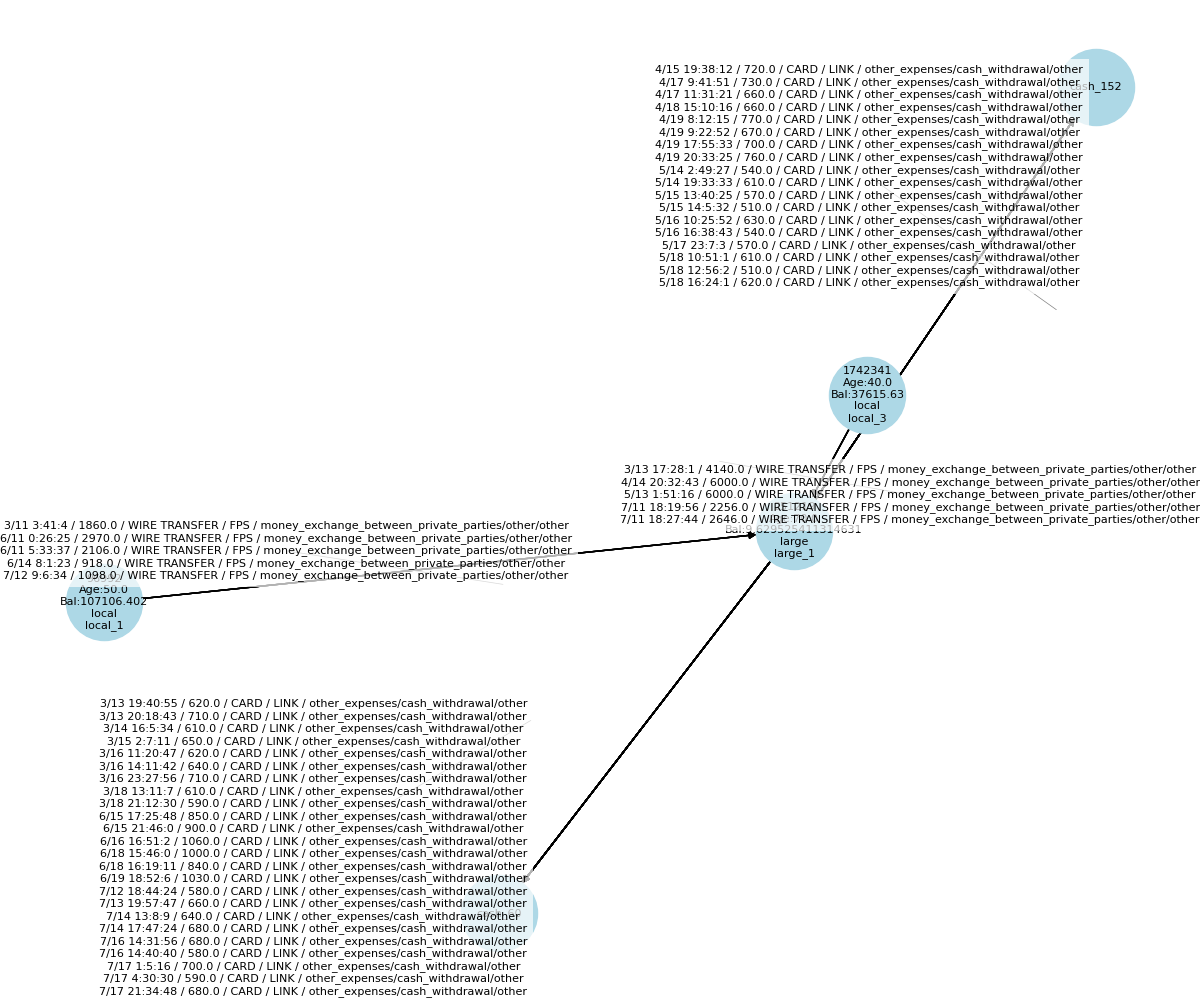 4/15 19:38:12 / 720.0 / CARD / LINK / other_expenses/cash_withdrawal/other
4/17 9:41:51 / 730.0 / CARD / LINK / other_expenses/cash_withdrawal/other
4/17 11:31:21 / 660.0 / CARD / LINK / other_expenses/cash_withdrawal/other
4/18 15:10:16 / 660.0 / CARD / LINK / other_expenses/cash_withdrawal/other
4/19 8:12:15 / 770.0 / CARD / LINK / other_expenses/cash_withdrawal/other
4/19 9:22:52 / 670.0 / CARD / LINK / other_expenses/cash_withdrawal/other
4/19 17:55:33 / 700.0 / CARD / LINK / other_expenses/cash_withdrawal/other
4/19 20:33:25 / 760.0 / CARD / LINK / other_expenses/cash_withdrawal/other
5/14 2:49:27 / 540.0 / CARD / LINK / other_expenses/cash_withdrawal/other
5/14 19:33:33 / 610.0 / CARD / LINK / other_expenses/cash_withdrawal/other
5/15 13:40:25 / 570.0 / CARD / LINK / other_expenses/cash_withdrawal/other
5/15 14:5:32 / 510.0 / CARD / LINK / other_expenses/cash_withdrawal/other
5/16 10:25:52 / 630.0 / CARD / LINK / other_expenses/cash_withdrawal/other
5/16 16:38:43 / 540.0 / CARD / LINK / other_expenses/cash_withdrawal/other
5/17 23:7:3 / 570.0 / CARD / LINK / other_expenses/cash_withdrawal/other
5/18 10:51:1 / 610.0 / CARD / LINK / other_expenses/cash_withdrawal/other
5/18 12:56:2 / 510.0 / CARD / LINK / other_expenses/cash_withdrawal/other
5/18 16:24:1 / 620.0 / CARD / LINK / other_expenses/cash_withdrawal/other
cash_152
1742341
Age:40.0
Bal:37615.63
local
local_3
3/13 17:28:1 / 4140.0 / WIRE TRANSFER / FPS / money_exchange_between_private_parties/other/other
4/14 20:32:43 / 6000.0 / WIRE TRANSFER / FPS / money_exchange_between_private_parties/other/other
5/13 1:51:16 / 6000.0 / WIRE TRANSFER / FPS / money_exchange_between_private_parties/other/other
7/11 18:19:56 / 2256.0 / WIRE TRANSFER / FPS / money_exchange_between_private_parties/other/other
7/11 18:27:44 / 2646.0 / WIRE TRANSFER / FPS / money_exchange_between_private_parties/other/other
Bal:9.629525411314631
large
large_1
3/11 3:41:4 / 1860.0 / WIRE TRANSFER / FPS / money_exchange_between_private_parties/other/other
6/11 0:26:25 / 2970.0 / WIRE TRANSFER / FPS / money_exchange_between_private_parties/other/other
6/11 5:33:37 / 2106.0 / WIRE TRANSFER / FPS / money_exchange_between_private_parties/other/other
6/14 8:1:23 / 918.0 / WIRE TRANSFER / FPS / money_exchange_between_private_parties/other/other
7/12 9:6:34 / 1098.0 / WIRE TRANSFER / FPS / money_exchange_between_private_parties/other/other
Age:50.0
Bal:107106.402
local
local_1
3/13 19:40:55 / 620.0 / CARD / LINK / other_expenses/cash_withdrawal/other
3/13 20:18:43 / 710.0 / CARD / LINK / other_expenses/cash_withdrawal/other
3/14 16:5:34 / 610.0 / CARD / LINK / other_expenses/cash_withdrawal/other
3/15 2:7:11 / 650.0 / CARD / LINK / other_expenses/cash_withdrawal/other
3/16 11:20:47 / 620.0 / CARD / LINK / other_expenses/cash_withdrawal/other
3/16 14:11:42 / 640.0 / CARD / LINK / other_expenses/cash_withdrawal/other
3/16 23:27:56 / 710.0 / CARD / LINK / other_expenses/cash_withdrawal/other
3/18 13:11:7 / 610.0 / CARD / LINK / other_expenses/cash_withdrawal/other
3/18 21:12:30 / 590.0 / CARD / LINK / other_expenses/cash_withdrawal/other
6/15 17:25:48 / 850.0 / CARD / LINK / other_expenses/cash_withdrawal/other
6/15 21:46:0 / 900.0 / CARD / LINK / other_expenses/cash_withdrawal/other
6/16 16:51:2 / 1060.0 / CARD / LINK / other_expenses/cash_withdrawal/other
6/18 15:46:0 / 1000.0 / CARD / LINK / other_expenses/cash_withdrawal/other
6/18 16:19:11 / 840.0 / CARD / LINK / other_expenses/cash_withdrawal/other
6/19 18:52:6 / 1030.0 / CARD / LINK / other_expenses/cash_withdrawal/other
7/12 18:44:24 / 580.0 / CARD / LINK / other_expenses/cash_withdrawal/other
7/13 19:57:47 / 660.0 / CARD / LINK / other_expenses/cash_withdrawal/other
7/14 13:8:9 / 640.0 / CARD / LINK / other_expenses/cash_withdrawal/other
7/14 17:47:24 / 680.0 / CARD / LINK / other_expenses/cash_withdrawal/other
7/16 14:31:56 / 680.0 / CARD / LINK / other_expenses/cash_withdrawal/other
7/16 14:40:40 / 580.0 / CARD / LINK / other_expenses/cash_withdrawal/other
7/17 1:5:16 / 700.0 / CARD / LINK / other_expenses/cash_withdrawal/other
7/17 4:30:30 / 590.0 / CARD / LINK / other_expenses/cash_withdrawal/other
7/17 21:34:48 / 680.0 / CARD / LINK / other_expenses/cash_withdrawal/other